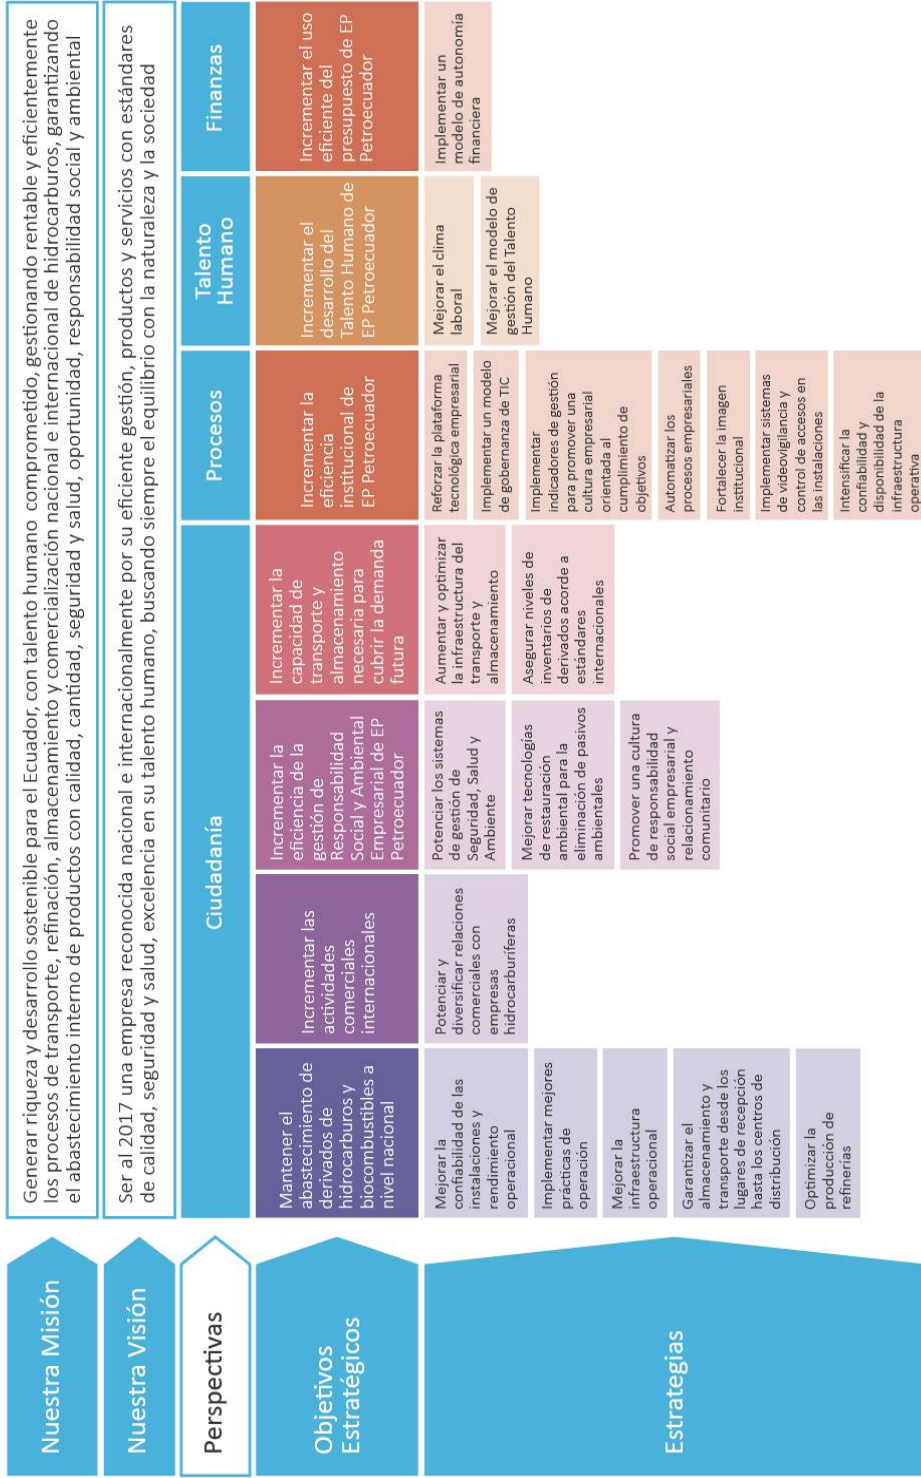 Nuestra Misión
Generar riqueza y desarrollo sostenible para el Ecuador, con talento humano comprometido, gestionando rentable y eficientemente
los procesos de transporte, refinación, almacenamiento y comercialización nacional e internacional de hidrocarburos, garantizando
el abastecimiento interno de productos con calidad, cantidad, seguridad y salud, oportunidad, responsabilidad social y ambiental
Nuestra Visión
Ser al 2017 una empresa reconocida nacional e internacionalmente por su eficiente gestión, productos y servicios con estándares
de calidad, seguridad y salud, excelencia en su talento humano, buscando siempre el equilibrio con la naturaleza y la sociedad
Perspectivas
Ciudadanía
Procesos
Talento
Humano
Finanzas
Objetivos
Estratégicos
Mantener el
abastecimiento de
derivados de
hidrocarburos y
biocombustibles a
nivel nacional
Incrementar las
actividades
comerciales
internacionales
Incrementar la
eficiencia de la
gestión de
Responsabilidad
Social y Ambiental
Empresarial de EP
Petroecuador
Incrementar la
capacidad de
transporte y
almacenamiento
necesaria para
cubrir la demanda
futura
Incrementar la
eficiencia
institucional de
EP Petroecuador
Incrementar el
desarrollo del
Talento Humano de
EP Petroecuador
Incrementar el uso
eficiente del
presupuesto de EP
Petroecuador
Estrategias
Mejorar la
confiabilidad de las
instalaciones y
rendimiento
operacional
Implementar mejores
prácticas de
operación
Mejorar la
infraestructura
operacional
Garantizar el
almacenamiento y
transporte desde los
lugares de recepción
hasta los centros de
distribución
Optimizar la
producción de
refinerías
Potenciar y
diversificar relaciones
comerciales con
empresas
hidrocarburíferas
Potenciar los sistemas
de gestión de
Seguridad, Salud y
Ambiente
Mejorar tecnologías
de restauración
ambiental para la
eliminación de pasivos
ambientales
Promover una cultura
de responsabilidad
social empresarial y
relacionamiento
comunitario
Aumentar y optimizar
la infraestructura del
transporte y
almacenamiento
Asegurar niveles de
inventarios de
derivados acorde a
estándares
internacionales
Reforzar la plataforma
tecnológica empresarial
Implementar un modelo
de gobernanza de TIC
Implementar
indicadores de gestión
para promover una
cultura empresarial
orientada al
cumplimiento de
objetivos
Automatizar los
procesos empresariales
Fortalecer la imagen
institucional
Implementar sistemas
de videovigilancia y
control de accesos en
las instalaciones
Intensificar la
confiabilidad y
disponibilidad de la
infraestructura
operativa
Mejorar el clima
laboral
Mejorar el modelo de
gestión del Talento
Humano
Implementar un
modelo de autonomía
financiera